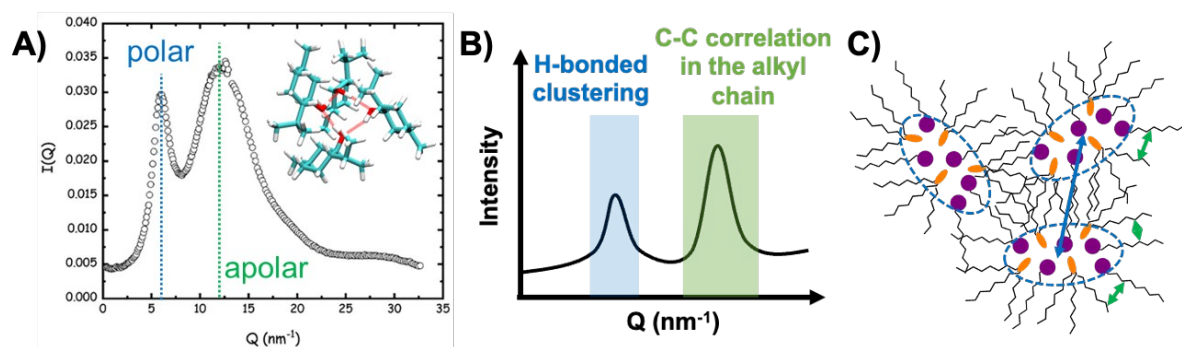 A)
polar
apolar
I(Q)
0.040
0.035
0.030
0.025
0.020
0.015
0.010
0.005
0.000
0 5 10 15 20 25 30 35
Q (nm⁻¹)
B)
H-bonded
clustering
C-C correlation
in the alkyl
chain
Intensity
Q (nm⁻¹)
C)